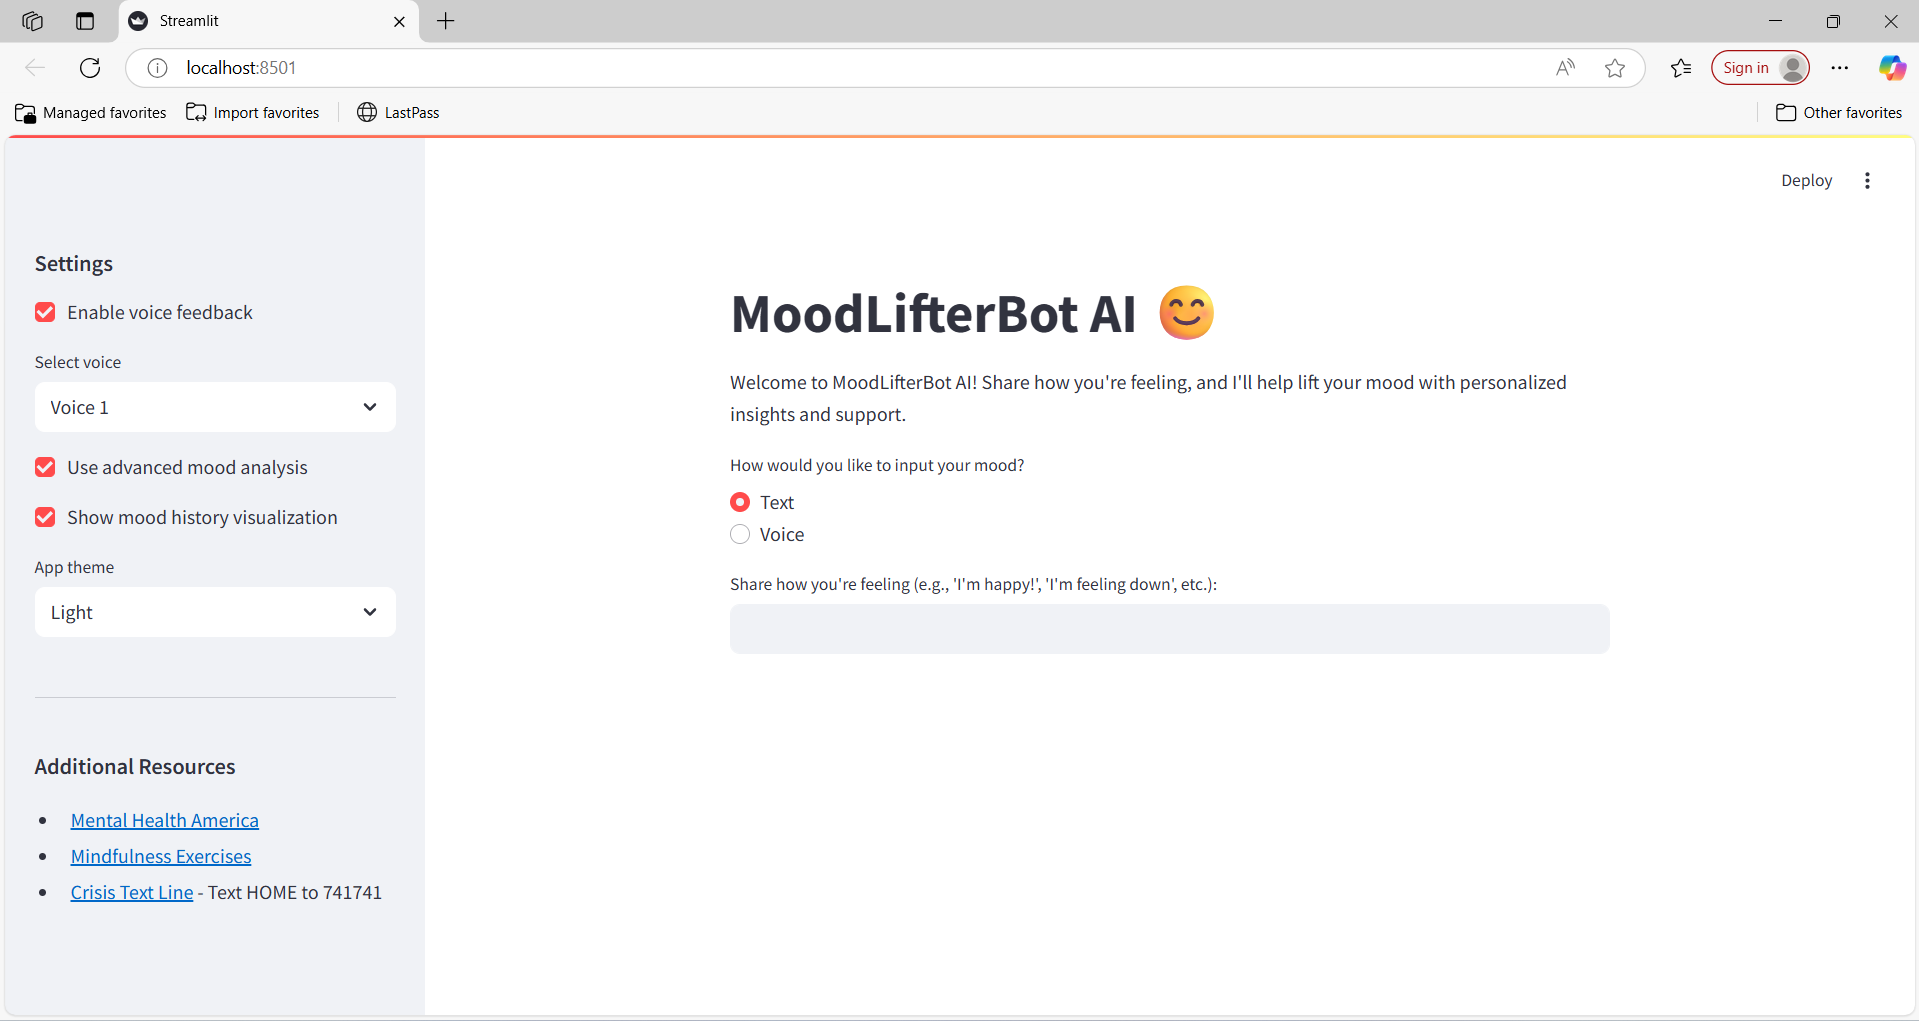 Streamlit
localhost:8501
Sign in
Managed favorites
Import favorites
LastPass
Other favorites
Deploy
Settings
Enable voice feedback
Select voice
Voice 1
Use advanced mood analysis
Show mood history visualization
App theme
Light
Additional Resources
Mental Health America
Mindfulness Exercises
Crisis Text Line - Text HOME to 741741
MoodLifterBot AI 😊
Welcome to MoodLifterBot AI! Share how you're feeling, and I'll help lift your mood with personalized
insights and support.
How would you like to input your mood?
Text
Voice
Share how you're feeling (e.g., 'I'm happy!', 'I'm feeling down', etc.):